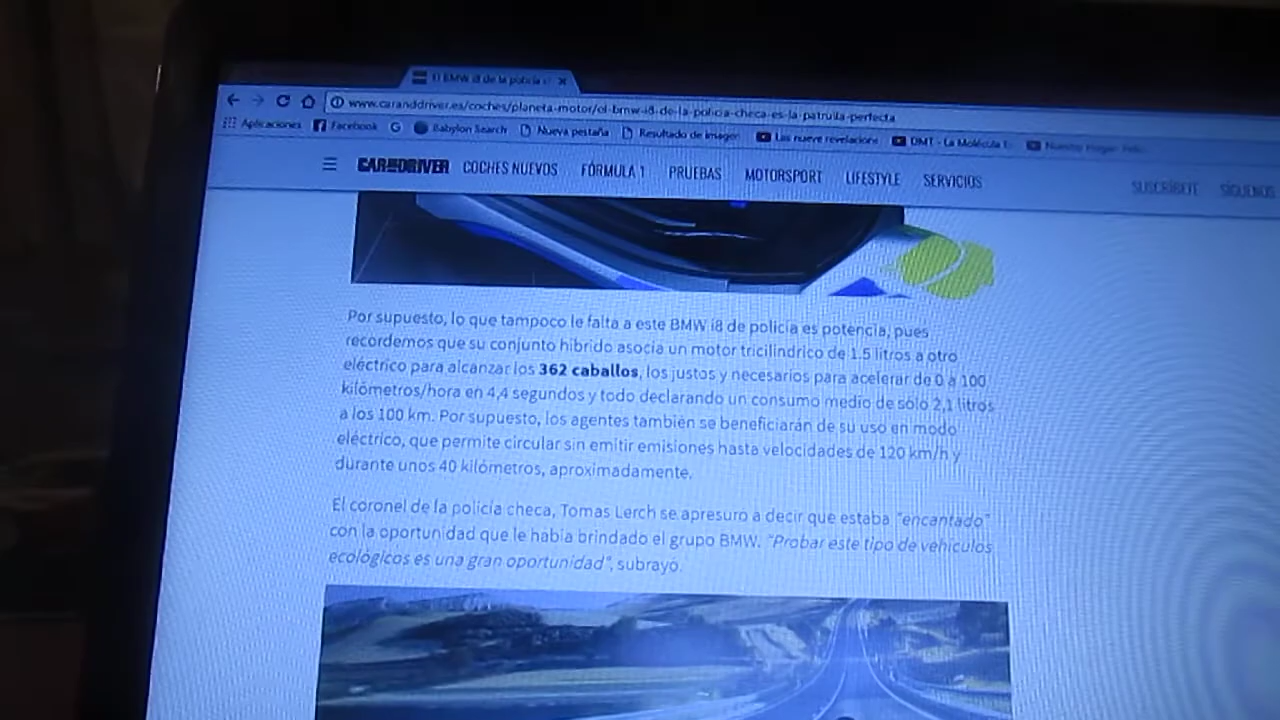 El BMW i8 de la policía c
www.caranddriver.es/coches/planeta-motor/el-bmw-i8-de-la-policia-checa-es-la-patrulla-perfecta
Aplicaciones Facebook G Babylon Search Nueva pestaña Resultado de imagen Las nueve revelacione DMT - La Molécula
CAR AND DRIVER COCHES NUEVOS FÓRMULA 1 PRUEBAS MOTORSPORT LIFESTYLE SERVICIOS SUSCRÍBETE SÍGUENOS
Por supuesto, lo que tampoco le falta a este BMW i8 de policía es potencia, pues
recordemos que su conjunto híbrido asocia un motor tricilíndrico de 1.5 litros a otro
eléctrico para alcanzar los 362 caballos, los justos y necesarios para acelerar de 0 a 100
kilómetros/hora en 4,4 segundos y todo declarando un consumo medio de sólo 2,1 litros
a los 100 km. Por supuesto, los agentes también se beneficiarán de su uso en modo
eléctrico, que permite circular sin emitir emisiones hasta velocidades de 120 km/h y
durante unos 40 kilómetros, aproximadamente.
El coronel de la policía checa, Tomas Lerch se apresuró a decir que estaba "encantado"
con la oportunidad que le había brindado el grupo BMW. "Probar este tipo de vehículos
ecológicos es una gran oportunidad", subrayó.